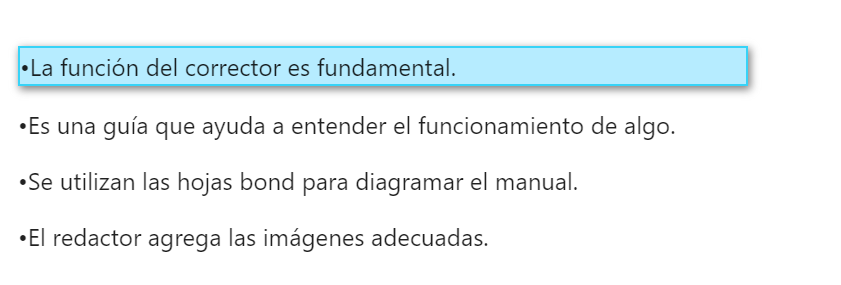 •La función del corrector es fundamental.
•Es una guía que ayuda a entender el funcionamiento de algo.
•Se utilizan las hojas bond para diagramar el manual.
•El redactor agrega las imágenes adecuadas.